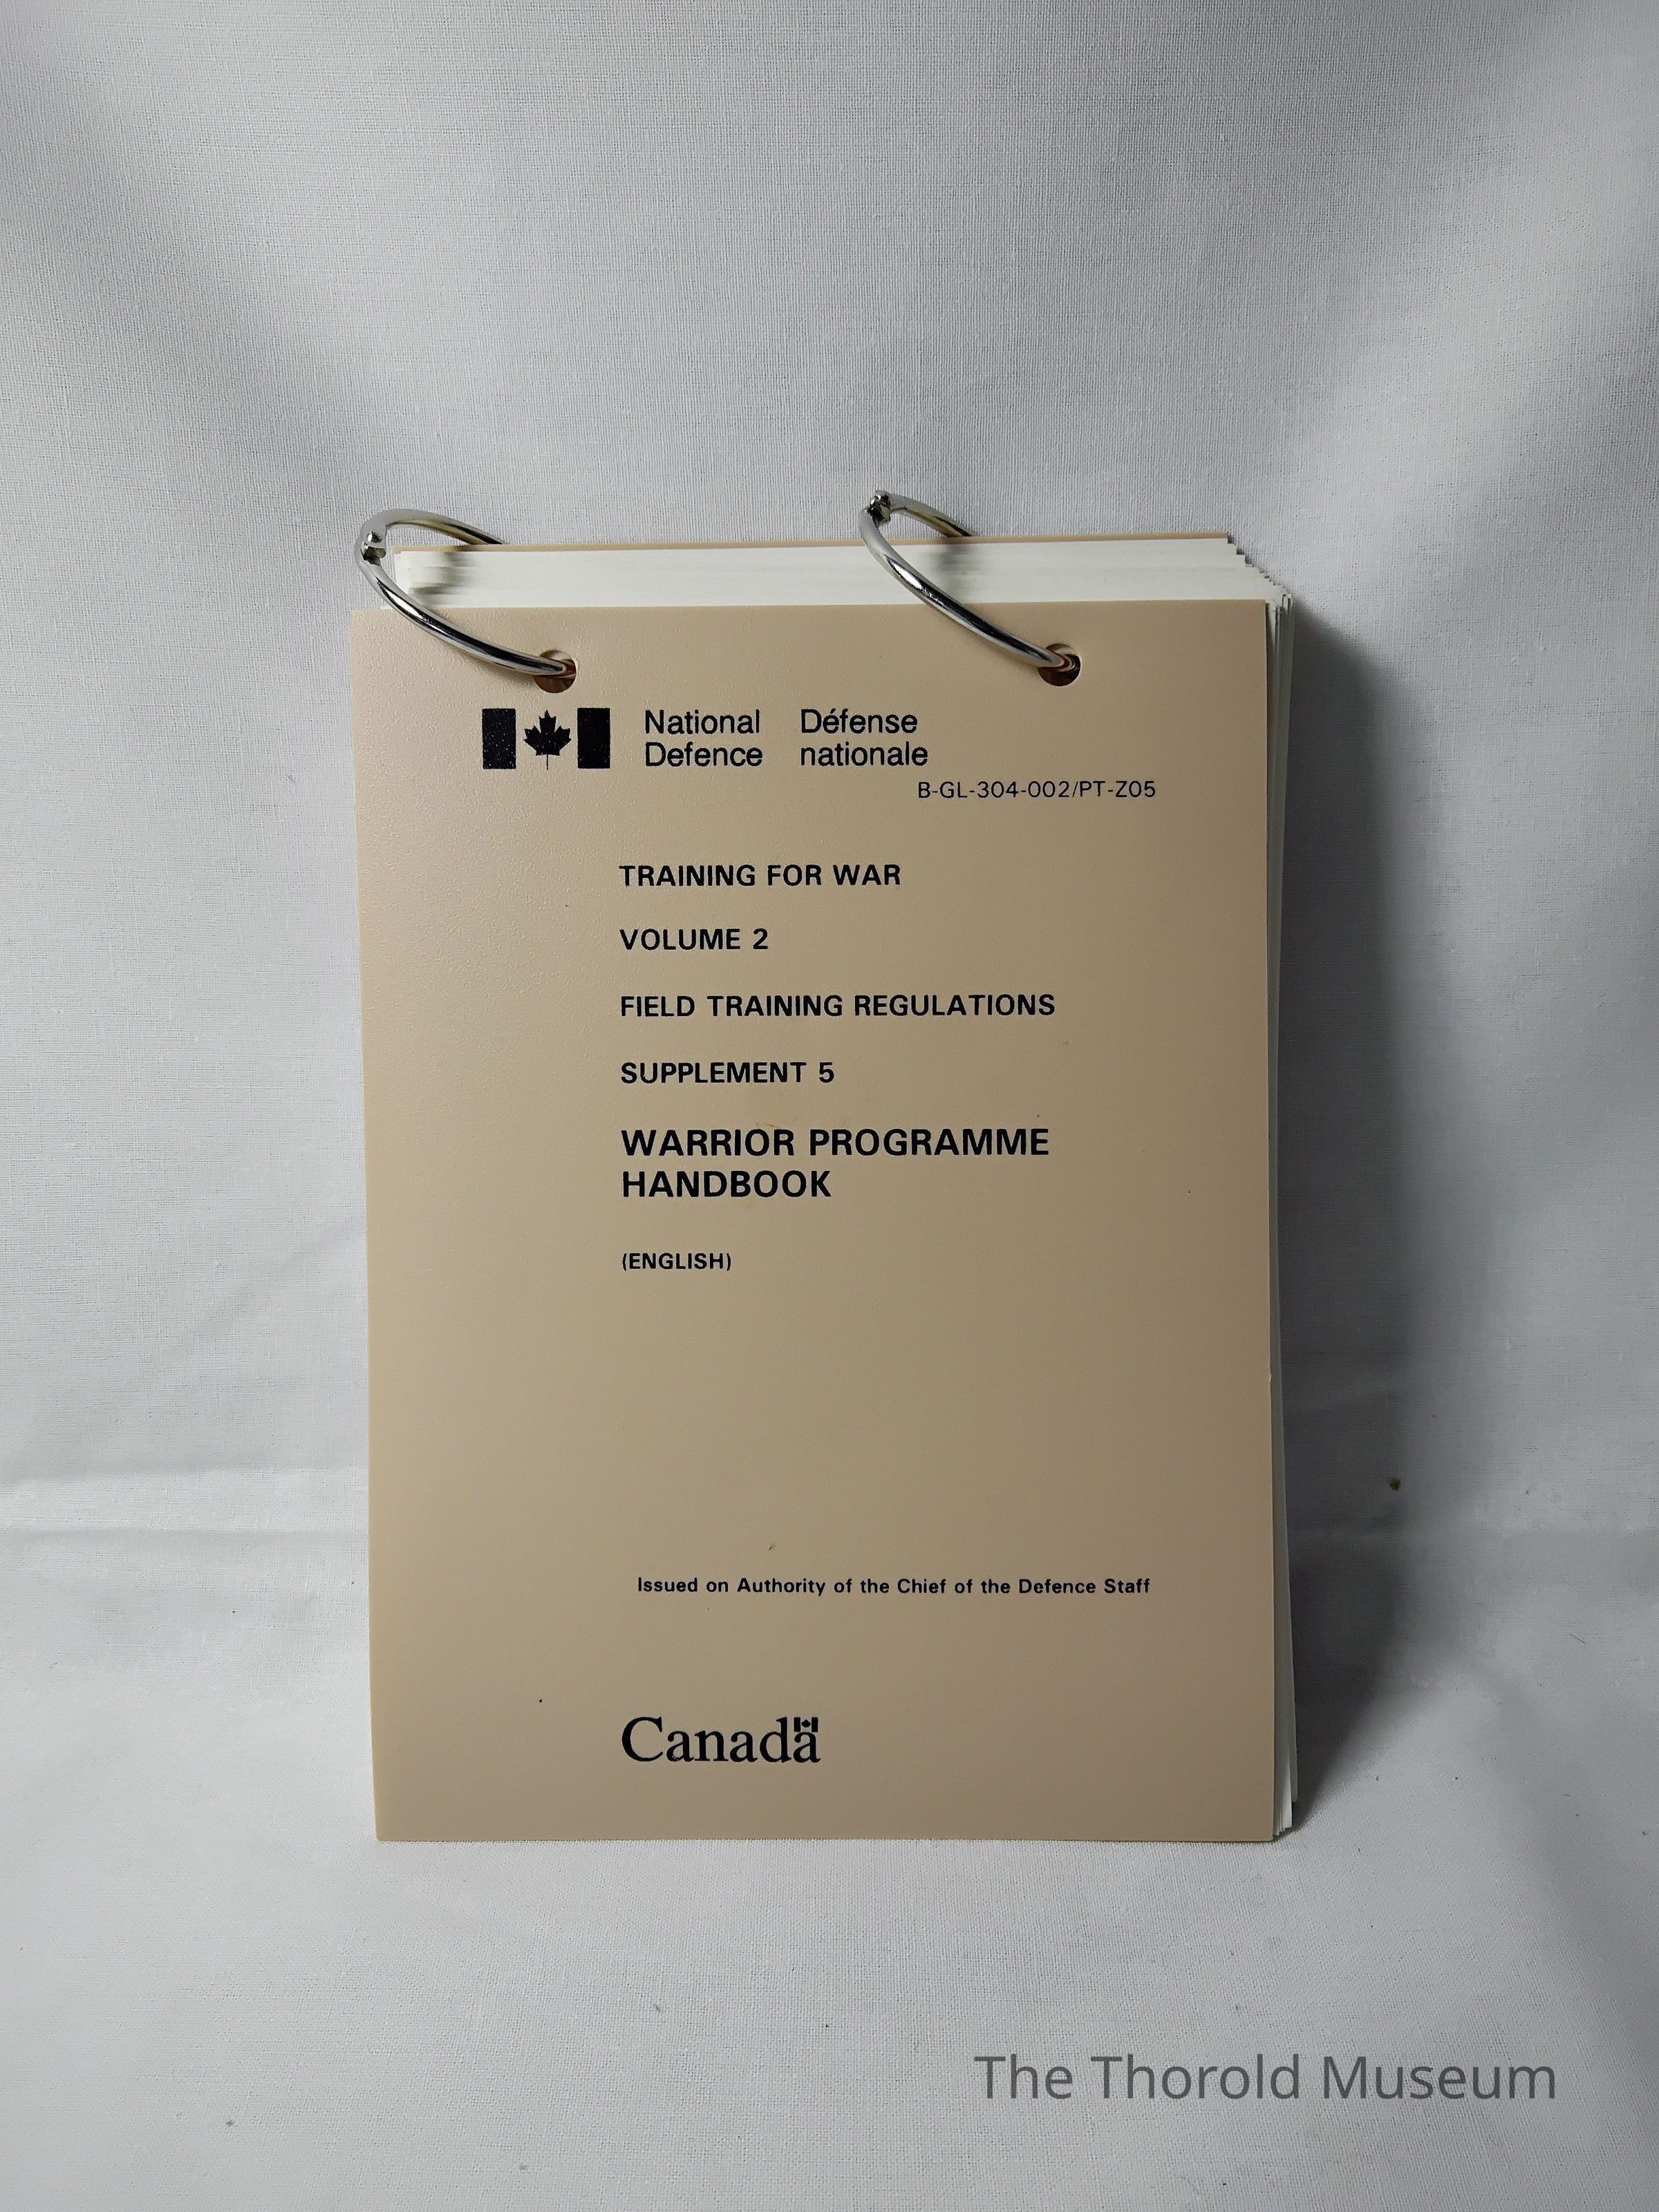 National Défense
Defence nationale
B-GL-304-002/PT-Z05
TRAINING FOR WAR
VOLUME 2
FIELD TRAINING REGULATIONS
SUPPLEMENT 5
WARRIOR PROGRAMME
HANDBOOK
(ENGLISH)
Issued on Authority of the Chief of the Defence Staff
Canada
The Thorold Museum